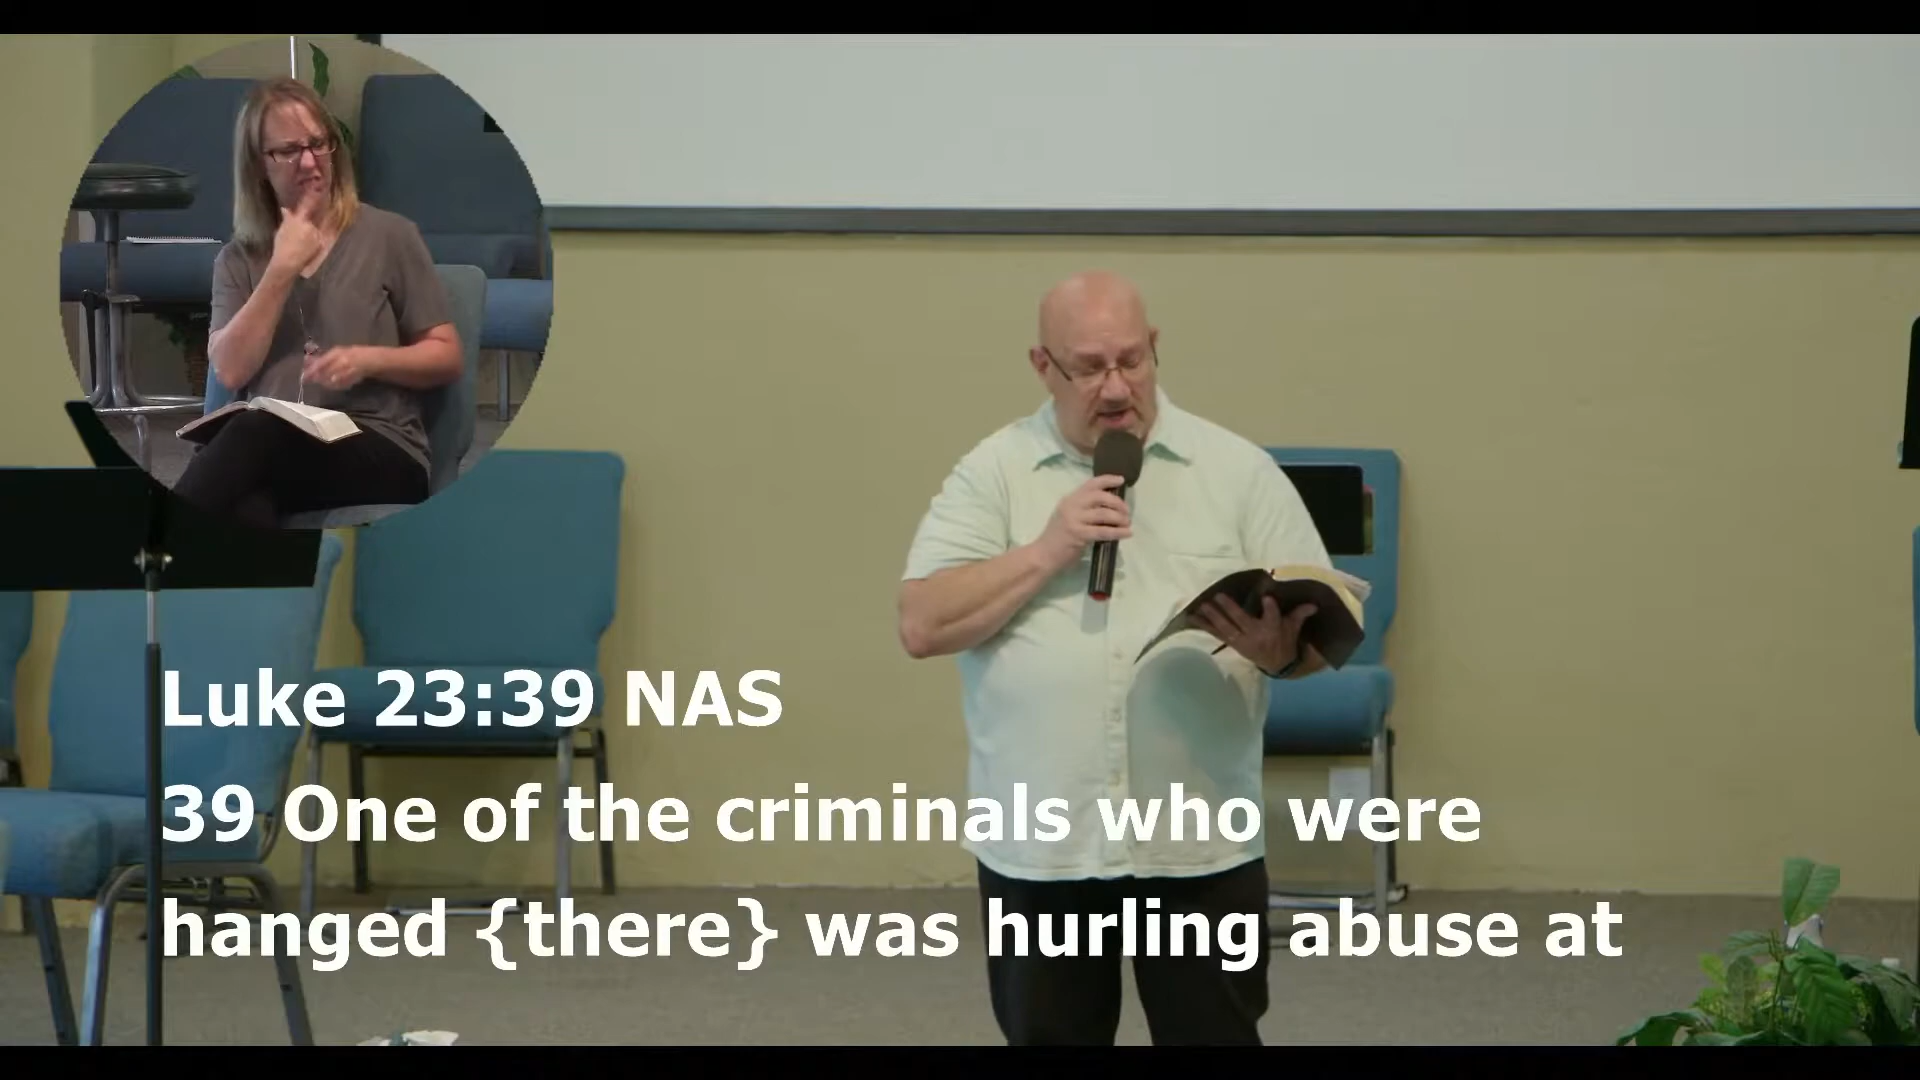 Luke 23:39 NAS
39 One of the criminals who were
hanged {there} was hurling abuse at